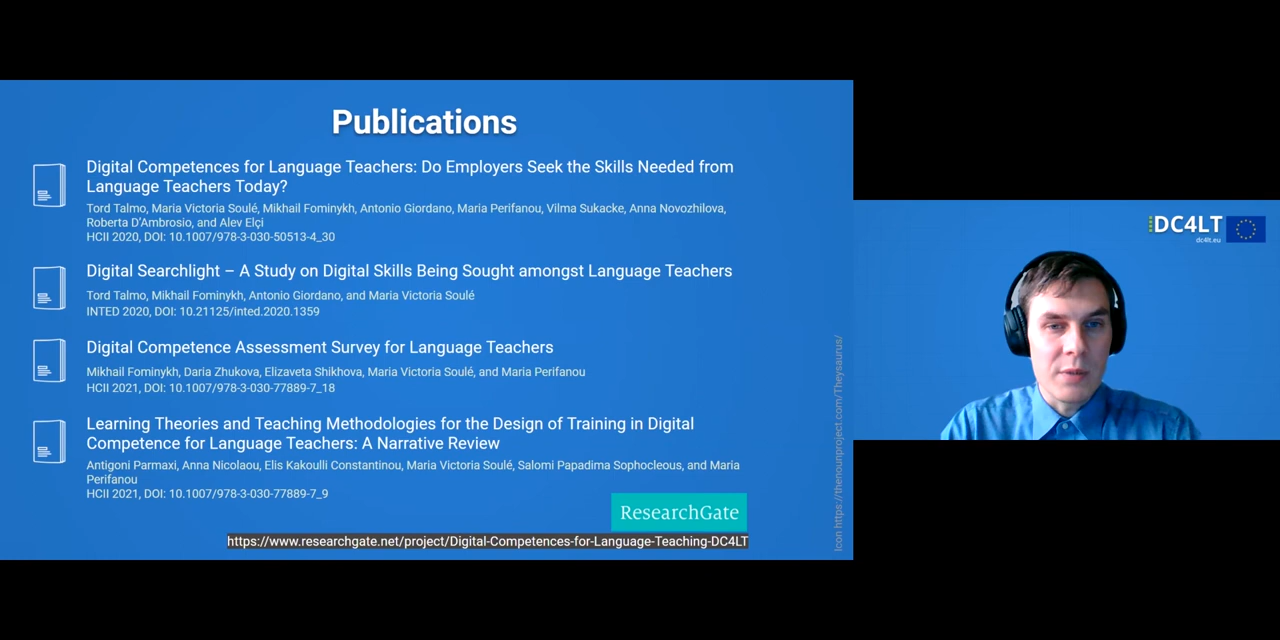 Publications
Digital Competences for Language Teachers: Do Employers Seek the Skills Needed from
Language Teachers Today?
Tord Talmo, Maria Victoria Soulé, Mikhail Fominykh, Antonio Giordano, Maria Perifanou, Vilma Sukacke, Anna Novozhilova,
Roberta D'Ambrosio, and Alev Elçi
HCII 2020, DOI: 10.1007/978-3-030-50513-4_30
Digital Searchlight – A Study on Digital Skills Being Sought amongst Language Teachers
Tord Talmo, Mikhail Fominykh, Antonio Giordano, and Maria Victoria Soulé
INTED 2020, DOI: 10.21125/inted.2020.1359
Digital Competence Assessment Survey for Language Teachers
Mikhail Fominykh, Daria Zhukova, Elizaveta Shikhova, Maria Victoria Soulé, and Maria Perifanou
HCII 2021, DOI: 10.1007/978-3-030-77889-7_18
Learning Theories and Teaching Methodologies for the Design of Training in Digital
Competence for Language Teachers: A Narrative Review
Antigoni Parmaxi, Anna Nicolaou, Elis Kakoulli Constantinou, Maria Victoria Soulé, Salomi Papadima Sophocleous, and Maria
Perifanou
HCII 2021, DOI: 10.1007/978-3-030-77889-7_9
ResearchGate
https://www.researchgate.net/project/Digital-Competences-for-Language-Teaching-DC4LT
Icon https://thenounproject.com/Theysaurus/
DC4LT
dc4lt.eu